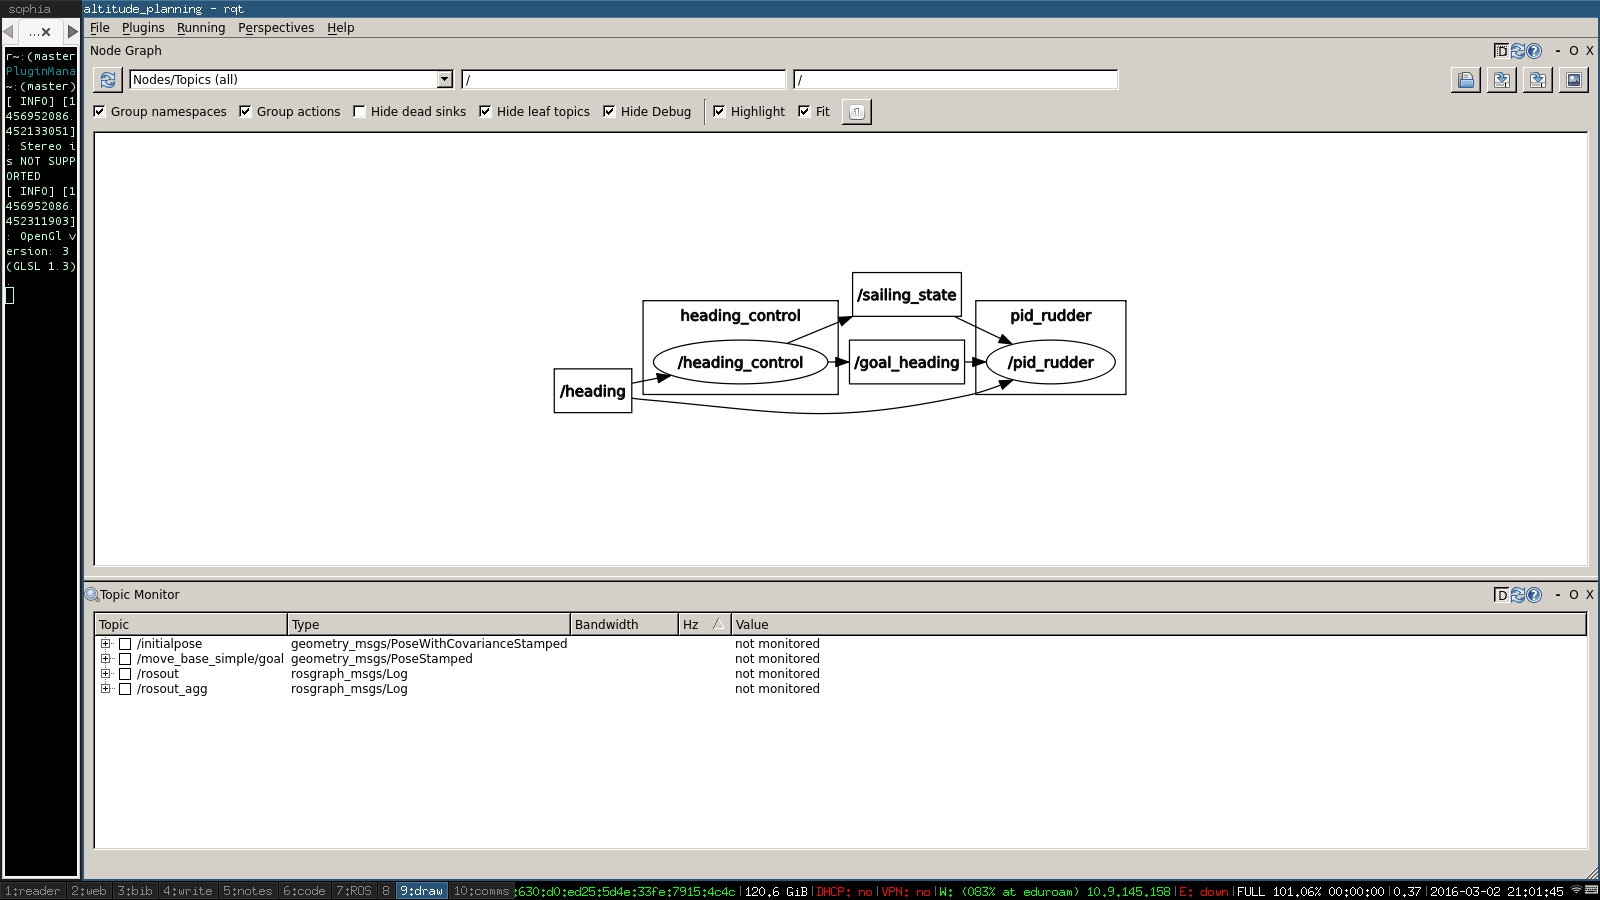 sophia
altitude_planning - rqt
...x
File Plugins Running Perspectives Help
Node Graph
D - O X
Nodes/Topics (all)
/
/
Group namespaces Group actions Hide dead sinks Hide leaf topics Hide Debug Highlight Fit
r~:(master
PluginMana
~:(master)
[ INFO] [1
456952086.
452133051]
: Stereo i
s NOT SUPP
ORTED
[ INFO] [1
456952086.
452311903]
: OpenGl v
ersion: 3
(GLSL 1.3)
.
/sailing_state
heading_control
pid_rudder
/heading_control
/goal_heading
/pid_rudder
/heading
Topic Monitor
D - O X
Topic Type Bandwidth Hz Value
/initialpose geometry_msgs/PoseWithCovarianceStamped not monitored
/move_base_simple/goal geometry_msgs/PoseStamped not monitored
/rosout rosgraph_msgs/Log not monitored
/rosout_agg rosgraph_msgs/Log not monitored
1:reader 2:web 3:bib 4:write 5:notes 6:code 7:ROS 8 9:draw 10:comms :630:d0:ed25:5d4e:33fe:7915:4c4c|120.6 GiB|DHCP: no|VPN: no|W: (083% at eduroam) 10.9.145.158|E: down|FULL 101.06% 00:00:00|0.37|2016-03-02 21:01:45